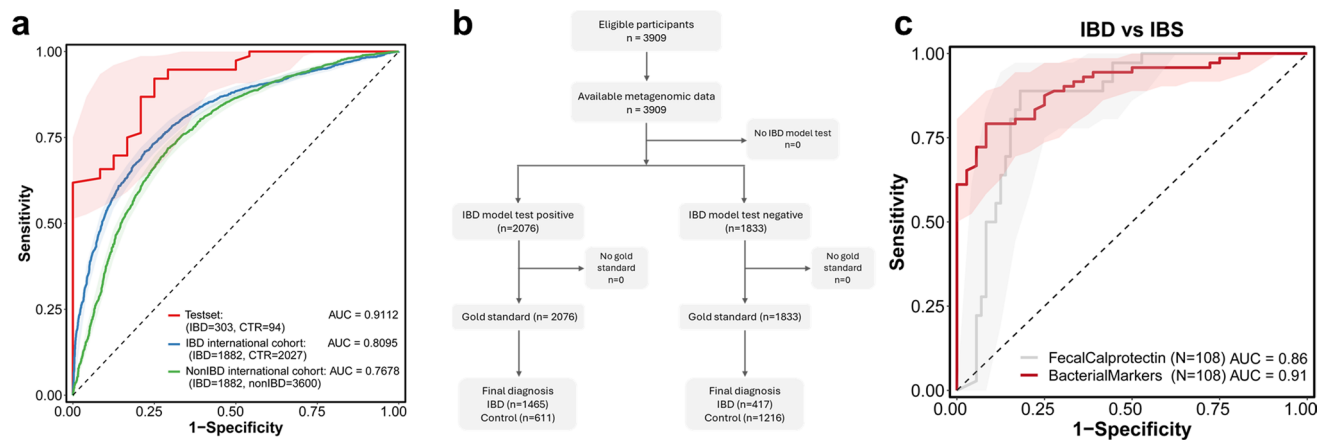 a
1.00
0.75
0.50
0.25
0.00
Sensitivity
0.00
0.25
0.50
0.75
1.00
1−Specificity
Testset: AUC = 0.9112
(IBD=303, CTR=94)
IBD international cohort: AUC = 0.8095
(IBD=1882, CTR=2027)
NonIBD international cohort: AUC = 0.7678
(IBD=1882, nonIBD=3600)
b
Eligible participants
n = 3909
Available metagenomic data
n = 3909
No IBD model test
n=0
IBD model test positive
(n=2076)
IBD model test negative
(n=1833)
No gold
standard
n=0
No gold
standard
n=0
Gold standard (n= 2076)
Gold standard (n=1833)
Final diagnosis
IBD (n=1465)
Control (n=611)
Final diagnosis
IBD (n=417)
Control (n=1216)
c
IBD vs IBS
1.00
0.75
0.50
0.25
0.00
Sensitivity
0.00
0.25
0.50
0.75
1.00
1−Specificity
FecalCalprotectin (N=108) AUC = 0.86
BacterialMarkers (N=108) AUC = 0.91